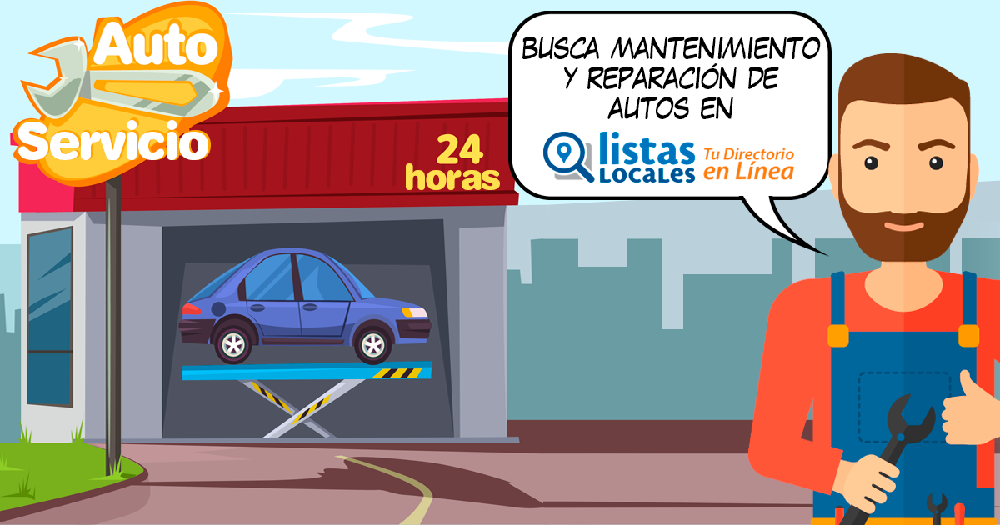 Auto
Servicio
24
horas
BUSCA MANTENIMIENTO
Y REPARACIÓN DE
AUTOS EN
listas
LOCALES
Tu Directorio
en Línea